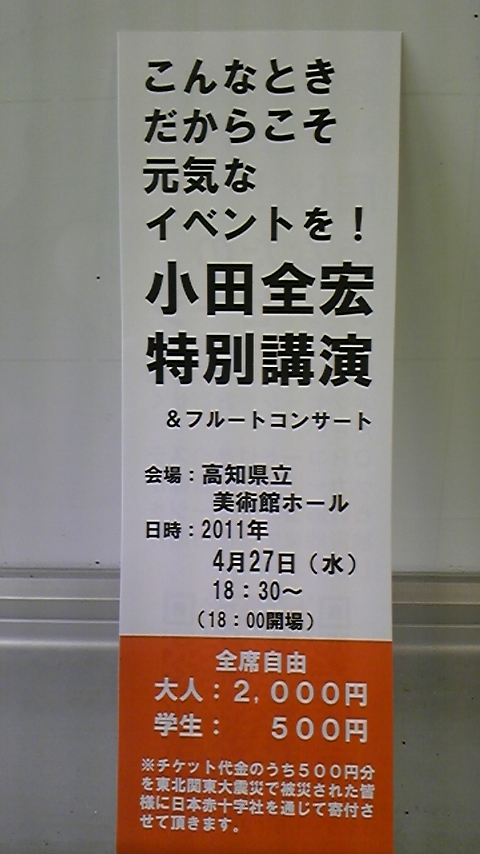 こんなとき
だからこそ
元気な
イベントを！
小田全宏
特別講演
＆フルートコンサート
会場：高知県立
美術館ホール
日時：2011年
4月27日（水）
18：30〜
（18：00開場）
全席自由
大人：２,０００円
学生：　５００円
※チケット代金のうち５００円分
を東北関東大震災で被災された皆
様に日本赤十字社を通じて寄付さ
せて頂きます。